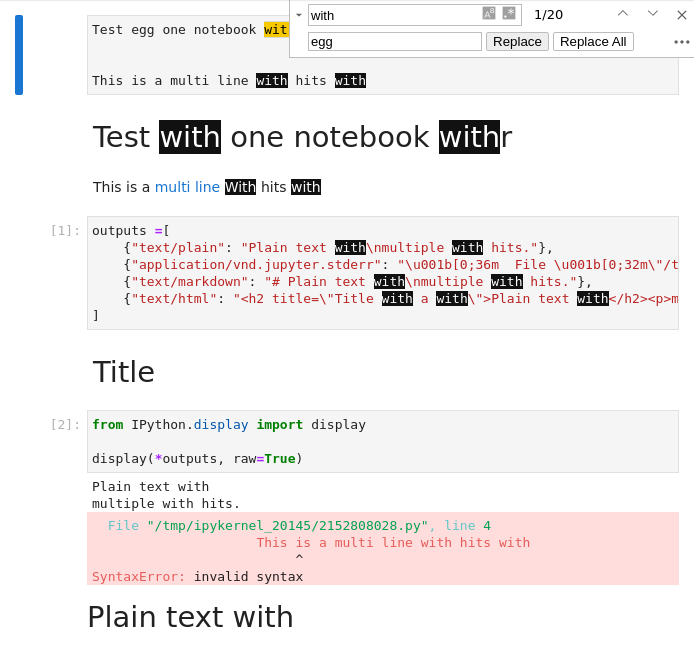 with
1/20
egg
Replace
Replace All
Test egg one notebook wit
This is a multi line with hits with
Test with one notebook withr
This is a multi line With hits with
[1]:
outputs =[
{"text/plain": "Plain text with\nmultiple with hits."},
{"application/vnd.jupyter.stderr": "\u001b[0;36m  File \u001b[0;32m\"/t
{"text/markdown": "# Plain text with\nmultiple with hits."},
{"text/html": "<h2 title=\"Title with a with\">Plain text with</h2><p>m
]
Title
[2]:
from IPython.display import display
display(*outputs, raw=True)
Plain text with
multiple with hits.
File "/tmp/ipykernel_20145/2152808028.py", line 4
This is a multi line with hits with
^
SyntaxError: invalid syntax
Plain text with